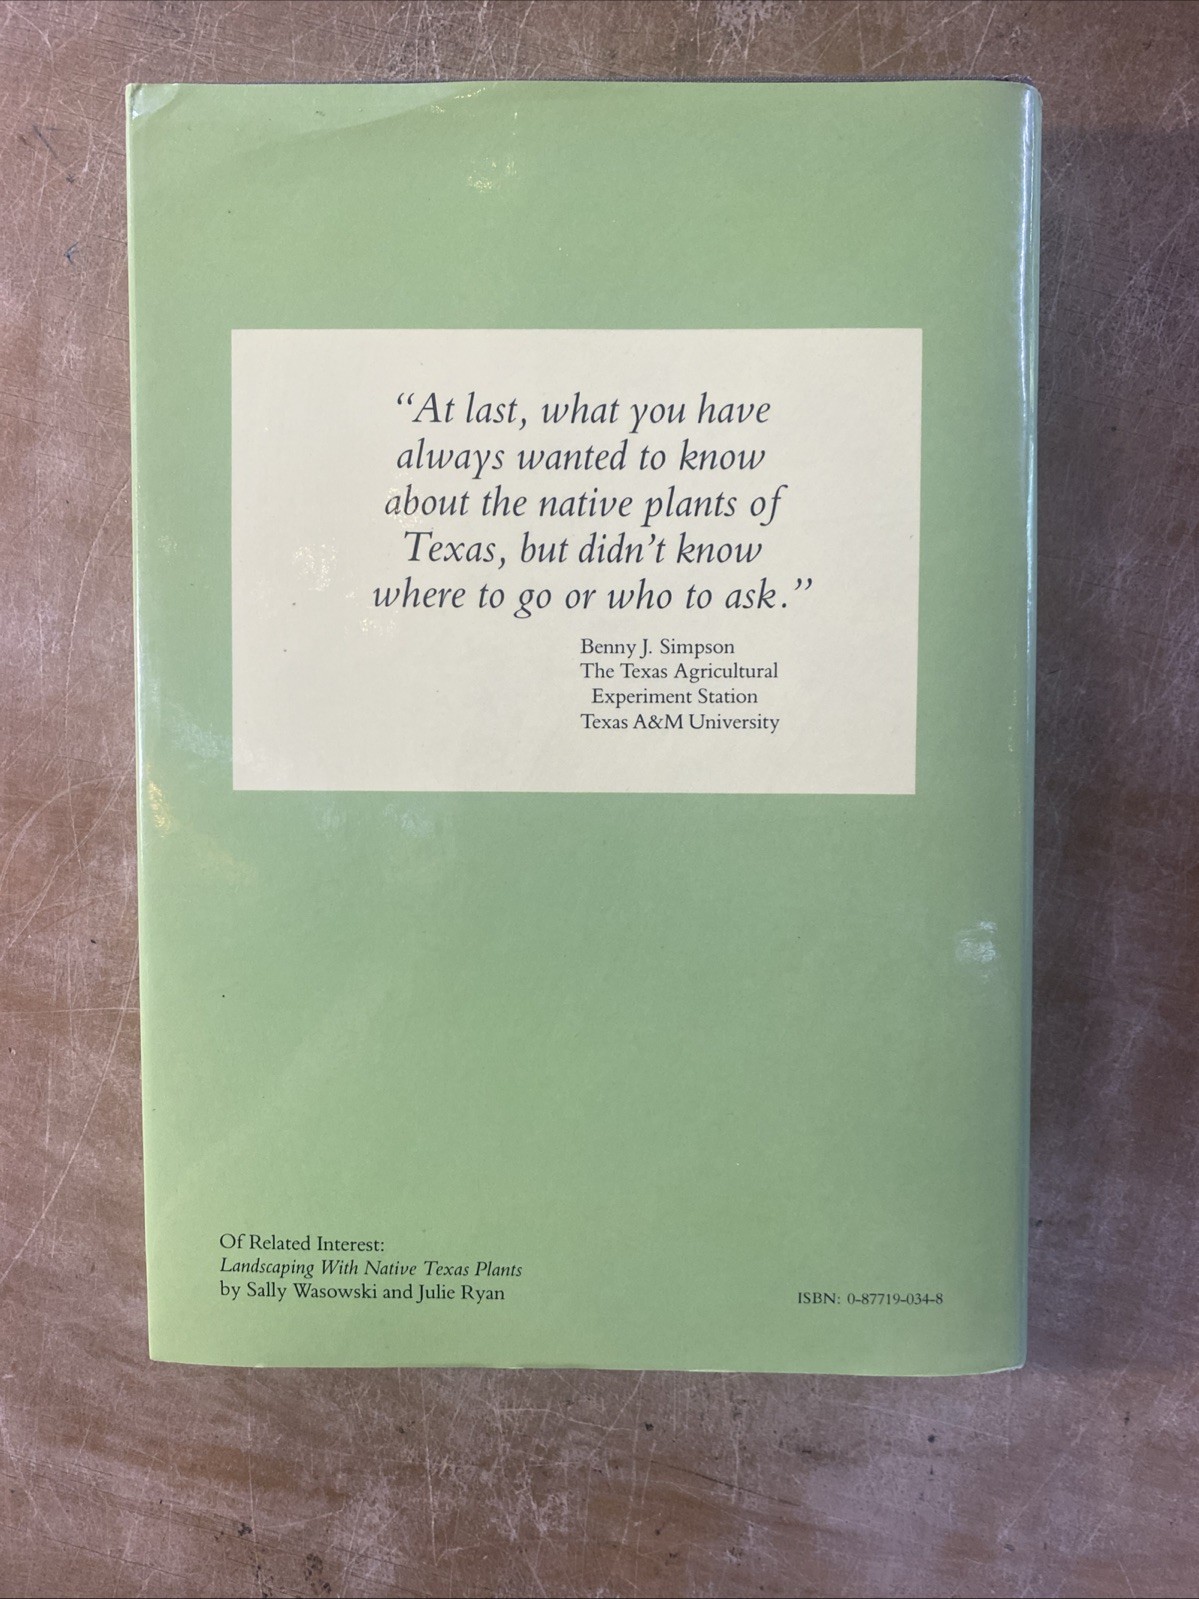 “At last, what you have
always wanted to know
about the native plants of
Texas, but didn’t know
where to go or who to ask.”
Benny J. Simpson
The Texas Agricultural
Experiment Station
Texas A&M University
Of Related Interest:
Landscaping With Native Texas Plants
by Sally Wasowski and Julie Ryan
ISBN: 0-87719-034-8